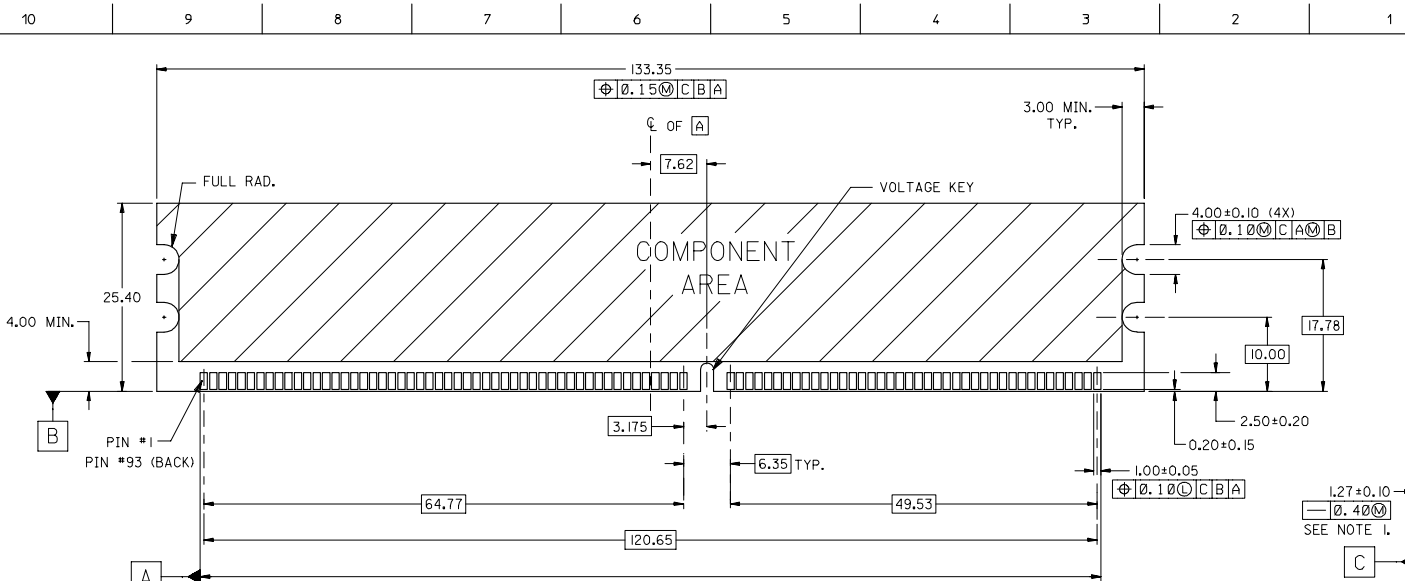 10 9 8 7 6 5 4 3 2 1
133.35
⌖ Ø.15Ⓜ C B A
℄ OF A
7.62
3.00 MIN.
TYP.
FULL RAD.
VOLTAGE KEY
4.00±0.10 (4X)
⌖ Ø.10Ⓜ C AⓂ B
COMPONENT
AREA
25.40
4.00 MIN.
17.78
10.00
B
PIN #1
PIN #93 (BACK)
3.175
6.35 TYP.
2.50±0.20
0.20±0.15
1.00±0.05
⌖ Ø.10Ⓛ C B A
64.77
49.53
1.27±0.10
⏤ Ø.40Ⓜ
SEE NOTE 1.
120.65
A
C